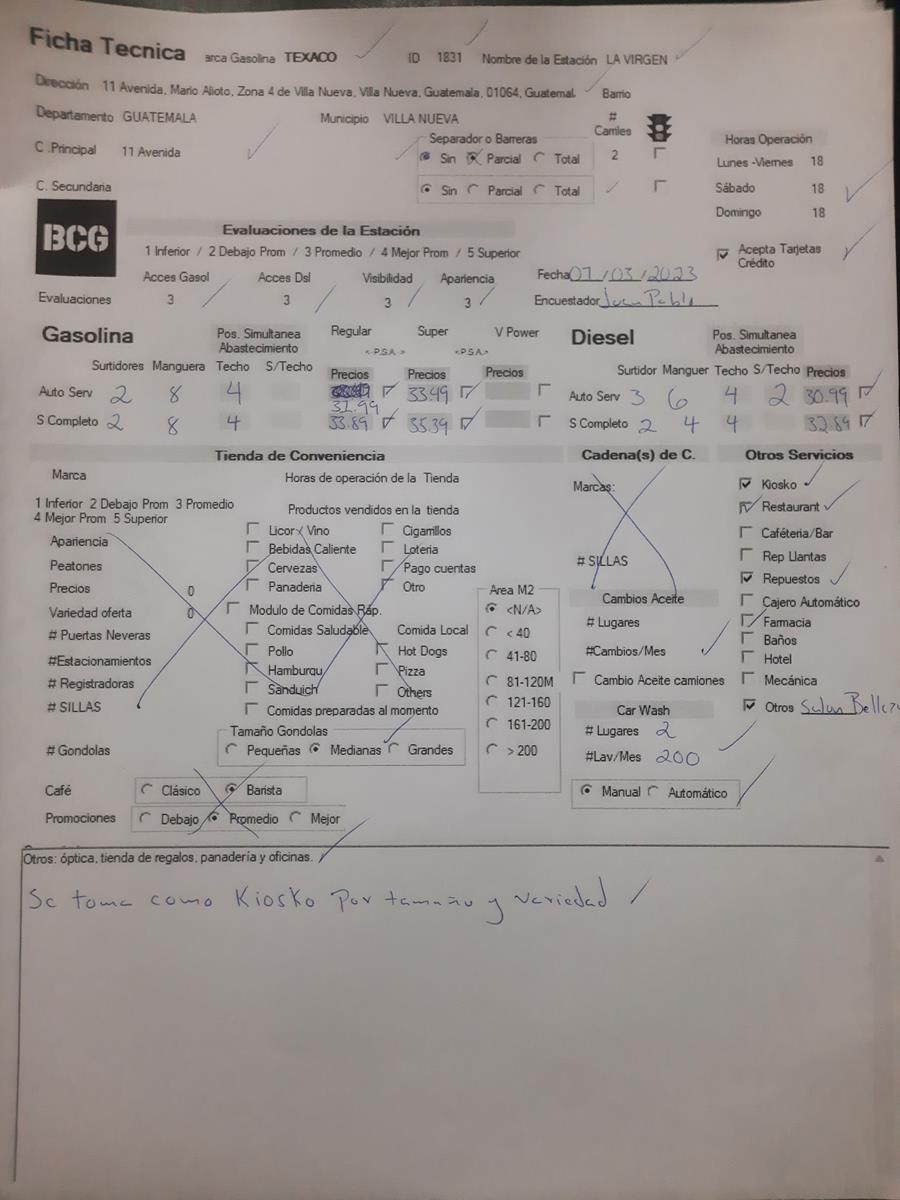 Ficha Tecnica arca Gasolina TEXACO ID 1831 Nombre de la Estación LA VIRGEN
Dirección 11 Avenida, Mario Alioto, Zona 4 de Villa Nueva, Villa Nueva, Guatemala, 01064, Guatemal. Barrio
Departamento GUATEMALA Municipio VILLA NUEVA # Carriles
Separador o Barreras Horas Operación
C .Principal 11 Avenida Sin Parcial Total 2 Lunes -Viernes 18
C. Secundaria Sin Parcial Total Sábado 18
Domingo 18
BCG
Evaluaciones de la Estación
1 Inferior / 2 Debajo Prom / 3 Promedio / 4 Mejor Prom / 5 Superior Acepta Tarjetas Crédito
Acces Gasol Acces Dsl Visibilidad Apariencia Fecha 07/03/2023
Evaluaciones 3 3 3 3 Encuestador Juan Pablo
Gasolina Pos. Simultanea Abastecimiento Regular Super V Power Diesel Pos. Simultanea Abastecimiento
< P.S.A. > <P.S.A.>
Surtidores Manguera Techo S/Techo Precios Precios Precios Surtidor Manguer Techo S/Techo Precios
Auto Serv 2 8 4 31.99 33.49 Auto Serv 3 6 4 2 30.99
S Completo 2 8 4 33.89 35.39 S Completo 2 4 4 32.89
Tienda de Conveniencia Cadena(s) de C. Otros Servicios
Marca Horas de operación de la Tienda Marcas: Kiosko
1 Inferior 2 Debajo Prom 3 Promedio
4 Mejor Prom 5 Superior Productos vendidos en la tienda Restaurant
Licor y Vino Cigarrillos Caféteria/Bar
Apariencia Bebidas Caliente Loteria Rep Llantas
Peatones Cervezas Pago cuentas # SILLAS Repuestos
Precios 0 Panaderia Otro Area M2 Cambios Aceite Cajero Automático
Variedad oferta 0 Modulo de Comidas Ráp. <N/A> # Lugares Farmacia
# Puertas Neveras Comidas Saludable Comida Local < 40 Baños
#Estacionamientos Pollo Hot Dogs 41-80 #Cambios/Mes Hotel
# Registradoras Hamburqu Pizza 81-120M Cambio Aceite camiones Mecánica
# SILLAS Sanduich Others 121-160 Car Wash Otros Salon Belleza
Comidas preparadas al momento 161-200 # Lugares 2
Tamaño Gondolas
# Gondolas Pequeñas Medianas Grandes > 200 #Lav/Mes 200
Café Clásico Barista Manual Automático
Promociones Debajo Promedio Mejor
Otros: óptica, tienda de regalos, panadería y oficinas.
Se toma como Kiosko por tamaño y variedad